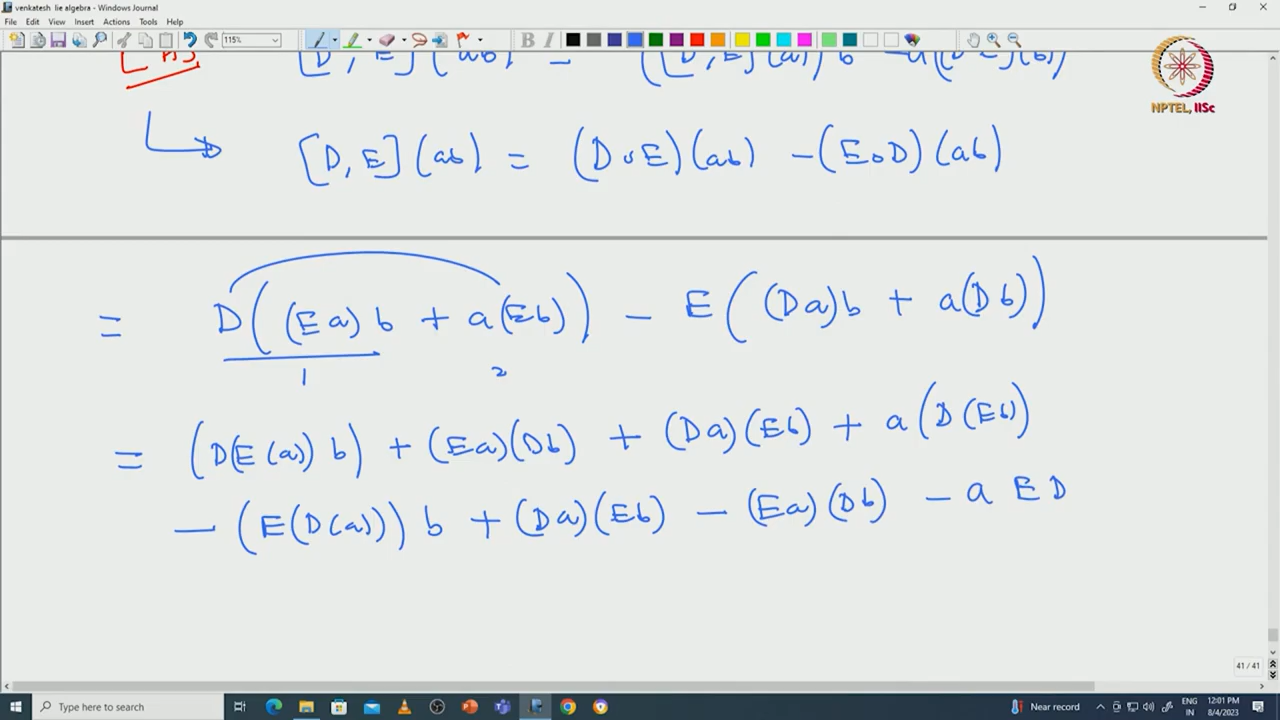 venkatesh lie algebra - Windows Journal
File Edit View Insert Actions Tools Help
115%
B I
[D, E](ab) = ([D, E](a)) b - a([D E](b))
NPTEL, IISc
[D, E](ab) = (D∘E)(ab) - (E∘D)(ab)
= D((Ea)b + a(Eb)) - E((Da)b + a(Db))
1 2
= (D(E(a)) b) + (Ea)(Db) + (Da)(Eb) + a(D(Eb))
- (E(D(a))) b + (Da)(Eb) - (Ea)(Db) - a E D
41 / 41
Type here to search
Near record
ENG
IN
12:01 PM
8/4/2023